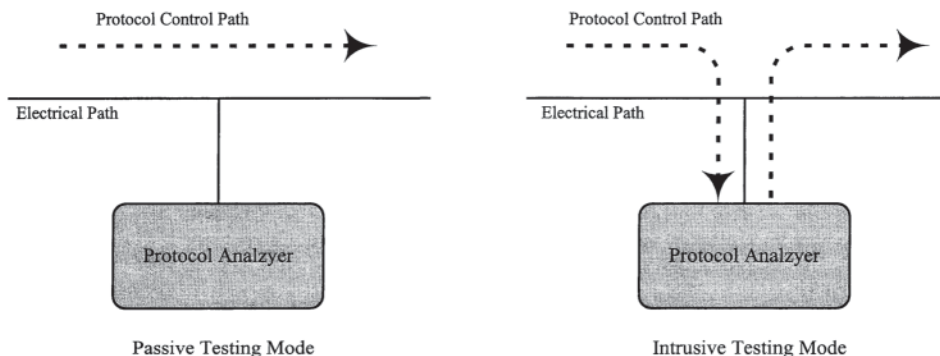 Protocol Control Path
Electrical Path
Protocol Analzyer
Passive Testing Mode
Protocol Control Path
Electrical Path
Protocol Analzyer
Intrusive Testing Mode